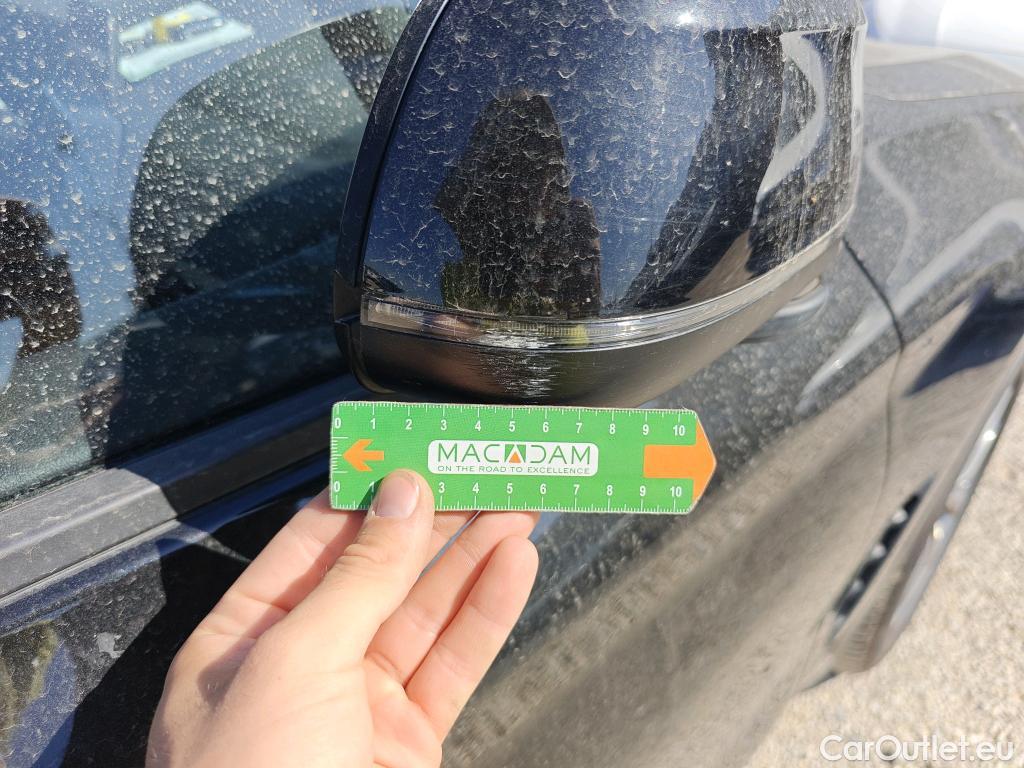 0 1 2 3 4 5 6 7 8 9 10
MACADAM
ON THE ROAD TO EXCELLENCE
0 1 3 4 5 6 7 8 9 10
CarOutlet.eu